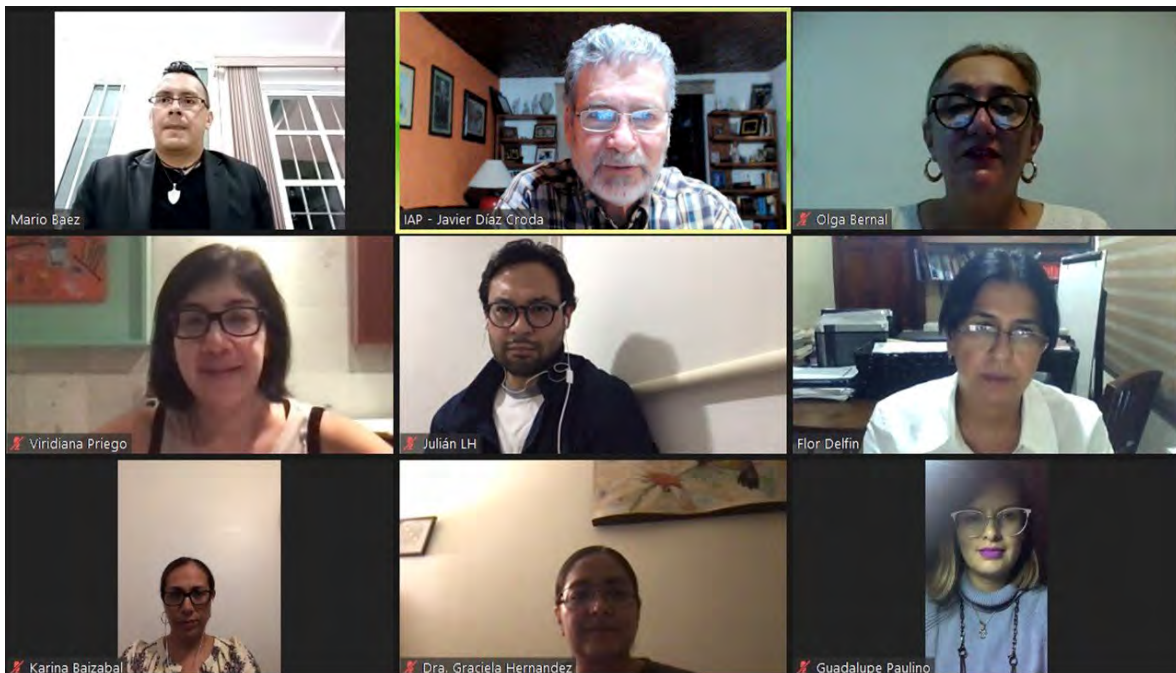 Mario Baez
IAP - Javier Díaz Croda
Olga Bernal
Viridiana Priego
Julián LH
Flor Delfin
Karina Baizabal
Dra. Graciela Hernandez
Guadalupe Paulino